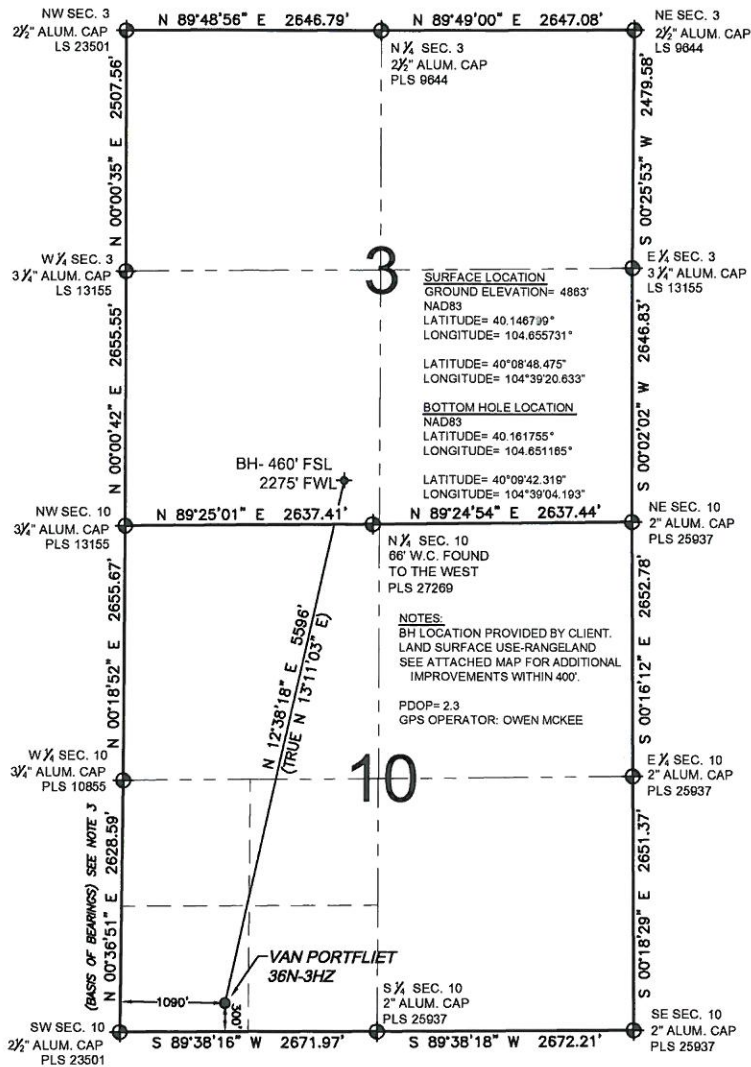 NW SEC. 3
2½" ALUM. CAP
LS 23501
N 89°48'56" E 2646.79'
N 89°49'00" E 2647.08'
NE SEC. 3
2½" ALUM. CAP
LS 9644
N ¼ SEC. 3
2½" ALUM. CAP
PLS 9644
N 00°00'35" E 2507.56'
S 00°25'53" W 2479.58'
W ¼ SEC. 3
3¼" ALUM. CAP
LS 13155
3
E ¼ SEC. 3
3¼" ALUM. CAP
LS 13155
SURFACE LOCATION
GROUND ELEVATION= 4863'
NAD83
LATITUDE= 40.146799°
LONGITUDE= 104.655731°
LATITUDE= 40°08'48.475"
LONGITUDE= 104°39'20.633"
BOTTOM HOLE LOCATION
NAD83
LATITUDE= 40.161755°
LONGITUDE= 104.651165°
LATITUDE= 40°09'42.319"
LONGITUDE= 104°39'04.193"
N 00°00'42" E 2655.55'
S 00°02'02" W 2646.83'
BH- 460' FSL
2275' FWL
NW SEC. 10
3¼" ALUM. CAP
PLS 13155
N 89°25'01" E 2637.41'
N 89°24'54" E 2637.44'
NE SEC. 10
2" ALUM. CAP
PLS 25937
N ¼ SEC. 10
66' W.C. FOUND
TO THE WEST
PLS 27269
NOTES:
BH LOCATION PROVIDED BY CLIENT.
LAND SURFACE USE-RANGELAND
SEE ATTACHED MAP FOR ADDITIONAL
IMPROVEMENTS WITHIN 400'.
PDOP= 2.3
GPS OPERATOR: OWEN MCKEE
N 00°18'52" E 2655.67'
N 12°38'18" E 5596'
(TRUE N 13°11'03" E)
S 00°16'12" E 2652.78'
W ¼ SEC. 10
3¼" ALUM. CAP
PLS 10855
10
E ¼ SEC. 10
2" ALUM. CAP
PLS 25937
(BASIS OF BEARINGS) SEE NOTE 3
N 00°36'51" E 2628.59'
S 00°18'29" E 2651.37'
VAN PORTFLIET
36N-3HZ
1090'
300'
S ¼ SEC. 10
2" ALUM. CAP
PLS 25937
SW SEC. 10
2½" ALUM. CAP
PLS 23501
S 89°38'16" W 2671.97'
S 89°38'18" W 2672.21'
SE SEC. 10
2" ALUM. CAP
PLS 25937